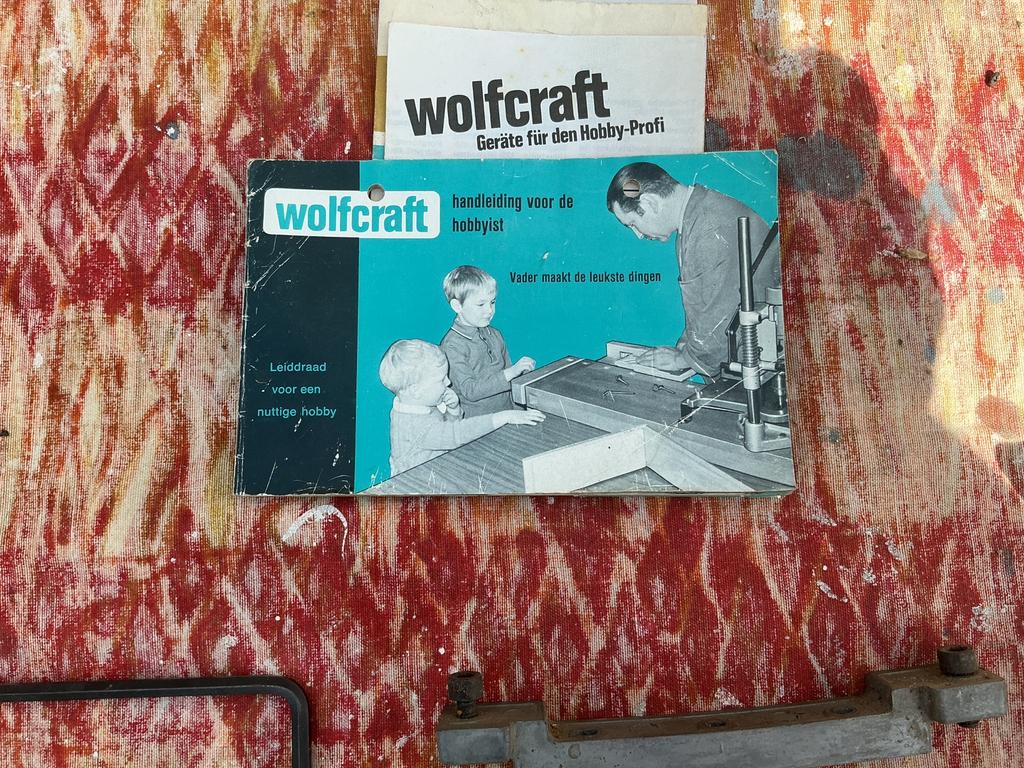 wolfcraft
Geräte für den Hobby-Profi
wolfcraft
handleiding voor de
hobbyist
Vader maakt de leukste dingen
Leiddraad
voor een
nuttige hobby